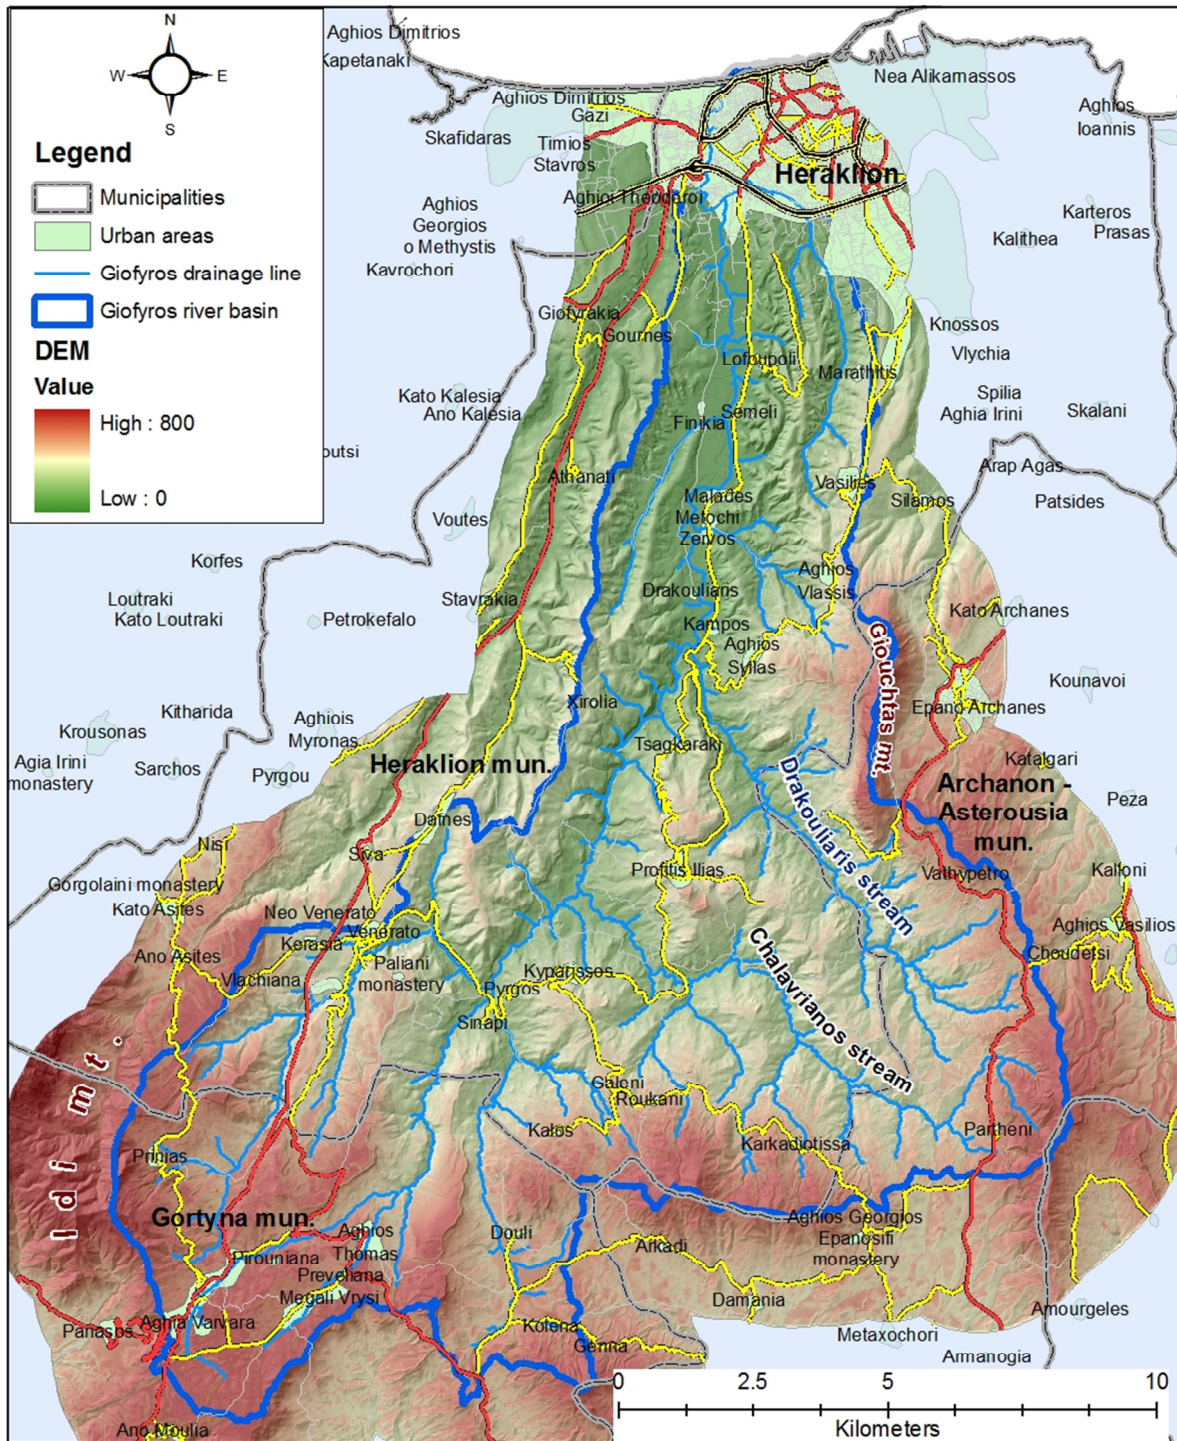 N
W
E
S
Legend
Municipalities
Urban areas
Giofyros drainage line
Giofyros river basin
DEM
Value
High : 800
Low : 0
Aghios Dimitrios
Kapetanaki
Nea Alikarnassos
Aghios Dimitrios
Gazi
Aghios
Ioannis
Skafidaras
Timios
Stavros
Heraklion
Aghioi Theodoroi
Aghios
Georgios
o Methystis
Karteros
Prasas
Kalithea
Kavrochori
Giofyrakia
Gournes
Knossos
Vlychia
Lofoupoli
Marathitis
Kato Kalesia
Ano Kalesia
Spilia
Aghia Irini
Skalani
Semeli
Finikia
outsi
Athanati
Arap Agas
Vasilies
Silamos
Patsides
Malades
Metochi
Zervos
Voutes
Korfes
Aghios
Vlassis
Drakouliaris
Loutraki
Kato Loutraki
Stavrakia
Petrokefalo
Kato Archanes
Kampos
Aghios
Syllas
Giouchtas mt.
Kounavoi
Xirolia
Epano Archanes
Kitharida
Aghiois
Myronas
Krousonas
Tsagkaraki
Agia Irini
monastery
Sarchos
Pyrgou
Heraklion mun.
Katalgari
Drakouliaris stream
Archanon -
Asterousia
mun.
Peza
Dafnes
Nisi
Siva
Profitis Ilias
Vathypetro
Kalloni
Gorgolaini monastery
Kato Asites
Neo Venerato
Venerato
Kerasia
Aghios Vasilios
Choudetsi
Ano Asites
Vlachiana
Paliani
monastery
Kyparissos
Pyrgos
Sinapi
Chalavrianos stream
Idi mt.
Galeni
Roukani
Kalos
Karkadiotissa
Partheni
Prinias
Gortyna mun.
Aghios
Thomas
Douli
Aghios Georgios
Epanosifi
monastery
Arkadi
Pirouniana
Preveliana
Megali Vrysi
Damania
Amourgeles
Panasos
Aghia Varvara
Kolena
Metaxochori
Genna
Armanogia
Ano Moulia
0
2.5
5
10
Kilometers